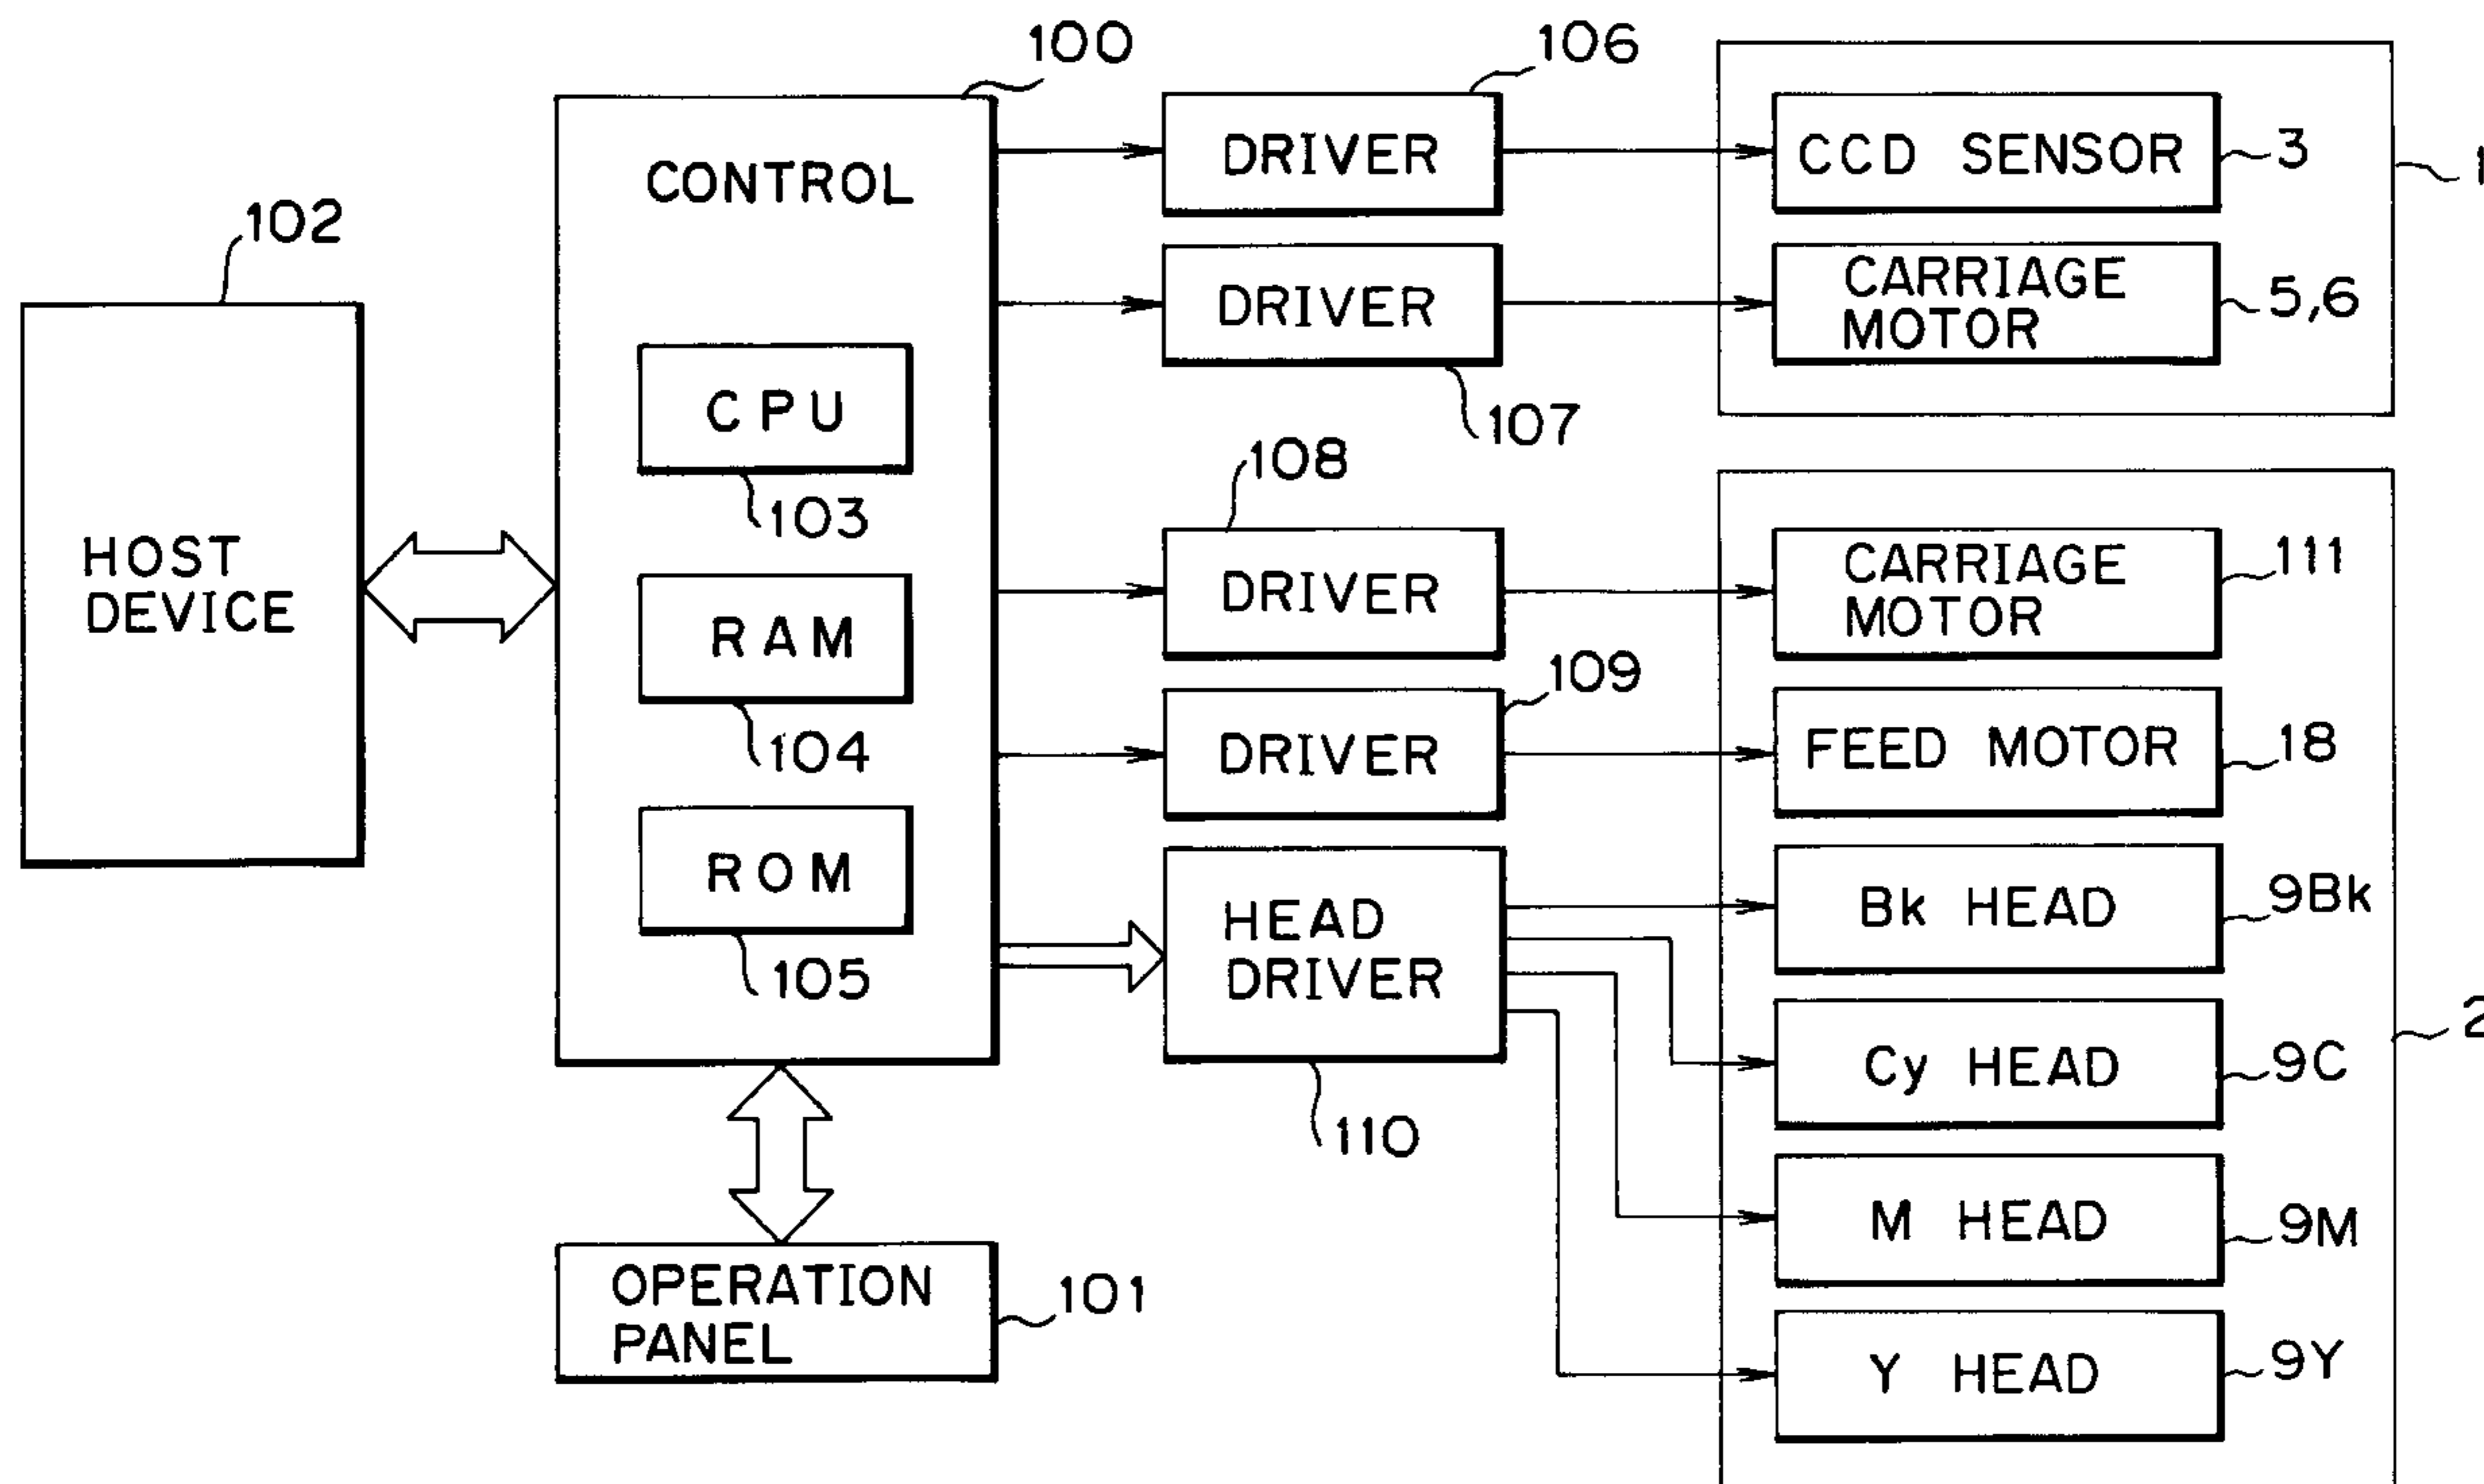 100
106
CONTROL
DRIVER
CCD SENSOR
3
1
102
DRIVER
CARRIAGE
MOTOR
5,6
107
CPU
103
108
HOST
DEVICE
DRIVER
CARRIAGE
MOTOR
111
RAM
104
109
DRIVER
FEED MOTOR
18
ROM
105
HEAD
DRIVER
110
Bk HEAD
9Bk
Cy HEAD
9C
2
M HEAD
9M
OPERATION
PANEL
101
Y HEAD
9Y